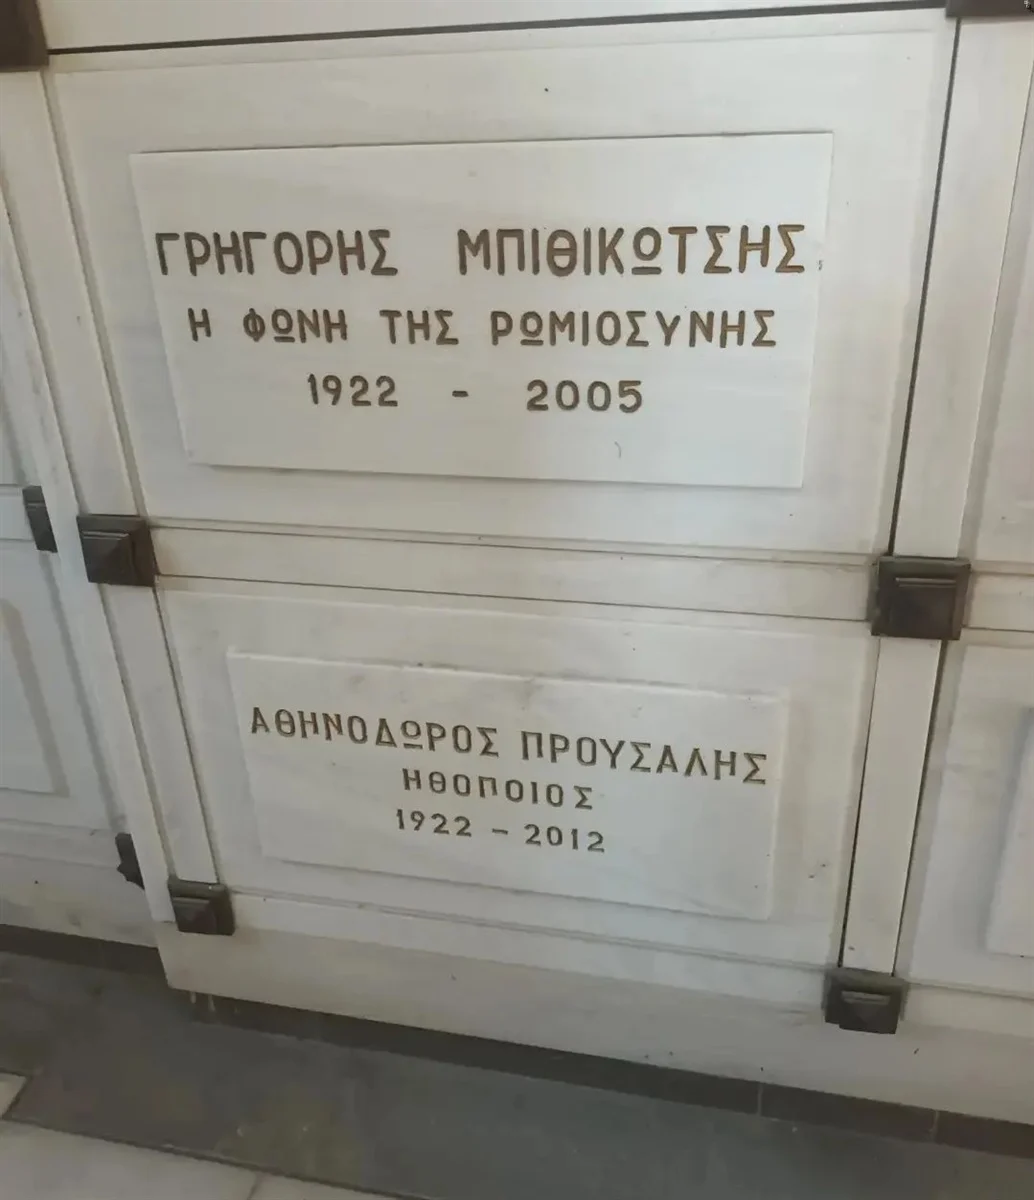 ΓΡΗΓΟΡΗΣ ΜΠΙΘΙΚΩΤΣΗΣ
Η ΦΩΝΗ ΤΗΣ ΡΩΜΙΟΣΥΝΗΣ
1922 - 2005
ΑΘΗΝΟΔΩΡΟΣ ΠΡΟΥΣΑΛΗΣ
ΗΘΟΠΟΙΟΣ
1922 - 2012